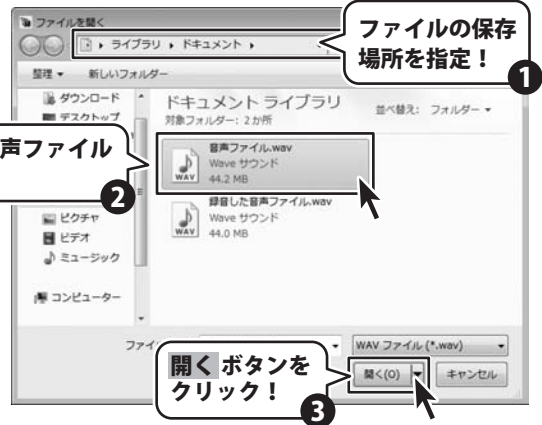 ファイルを開く
ファイルの保存
場所を指定！
❶
ライブラリ ▸ ドキュメント ▸
整理 ▾ 新しいフォルダー
ダウンロード
デスクトップ
ドキュメント ライブラリ
対象フォルダー: 2か所
並べ替え: フォルダー ▾
声ファイル
❷
音声ファイル.wav
Wave サウンド
44.2 MB
WAV
録音した音声ファイル.wav
Wave サウンド
44.0 MB
WAV
ピクチャ
ビデオ
ミュージック
コンピューター
WAV ファイル (*.wav)
開く ボタンを
クリック！
❸
開く(O)
キャンセル